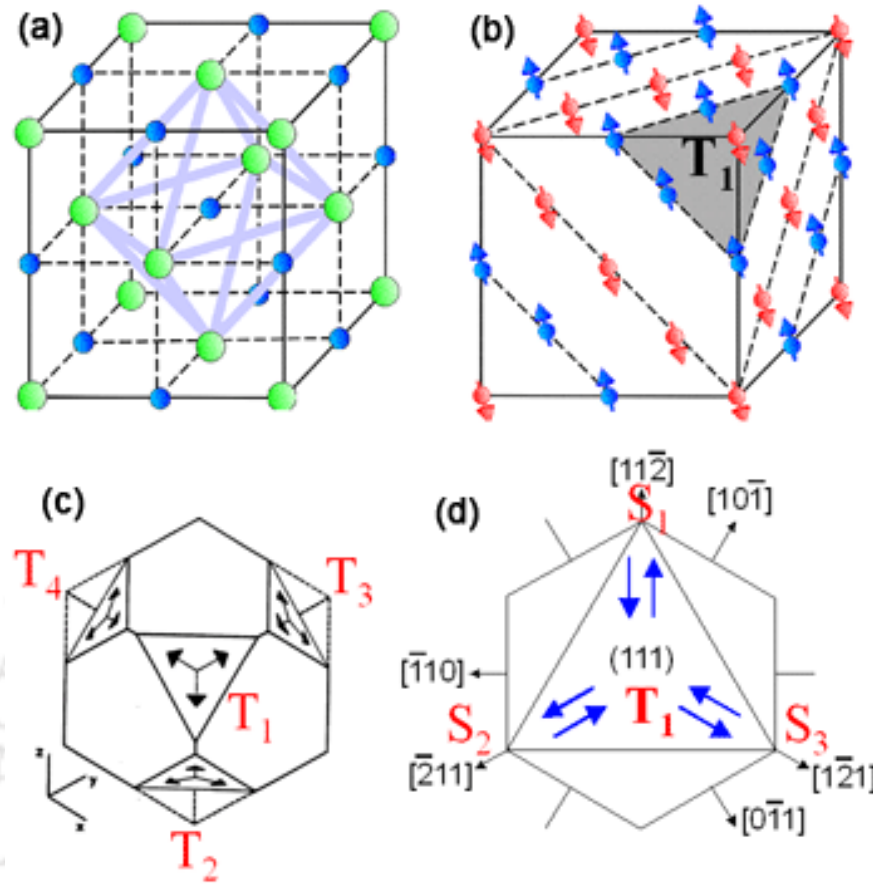 (a)
(b)
T₁
(c)
T₄
T₃
T₁
T₂
z
y
x
(d)
[112̄]
S₁
[101̄]
[1̄10]
(111)
T₁
S₂
S₃
[2̄11]
[12̄1]
[01̄1]